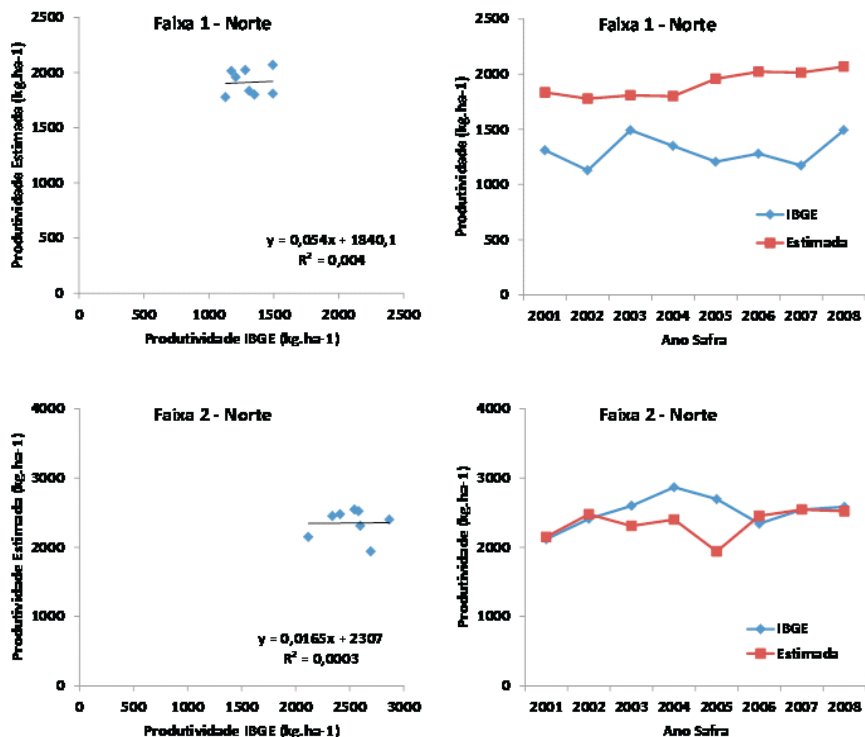 Faixa 1 - Norte
Produtividade Estimada (kg.ha-1)
2500
2000
1500
1000
500
0
y = 0,054x + 1840,1
R² = 0,004
0 500 1000 1500 2000 2500
Produtividade IBGE (kg.ha-1)
Faixa 1 - Norte
Produtividade (kg.ha-1)
2500
2000
1500
1000
500
0
IBGE
Estimada
2001 2002 2003 2004 2005 2006 2007 2008
Ano Safra
Faixa 2 - Norte
Produtividade Estimada (kg.ha-1)
4000
3000
2000
1000
0
y = 0,0165x + 2307
R² = 0,0003
0 500 1000 1500 2000 2500 3000
Produtividade IBGE (kg.ha-1)
Faixa 2 - Norte
Produtividade (kg.ha-1)
4000
3000
2000
1000
0
IBGE
Estimada
2001 2002 2003 2004 2005 2006 2007 2008
Ano Safra